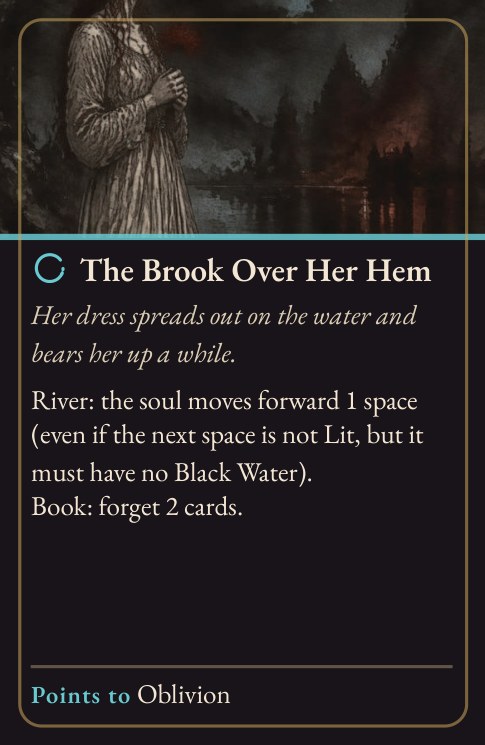 The Brook Over Her Hem
Her dress spreads out on the water and
bears her up a while.
River: the soul moves forward 1 space
(even if the next space is not Lit, but it
must have no Black Water).
Book: forget 2 cards.
Points to Oblivion